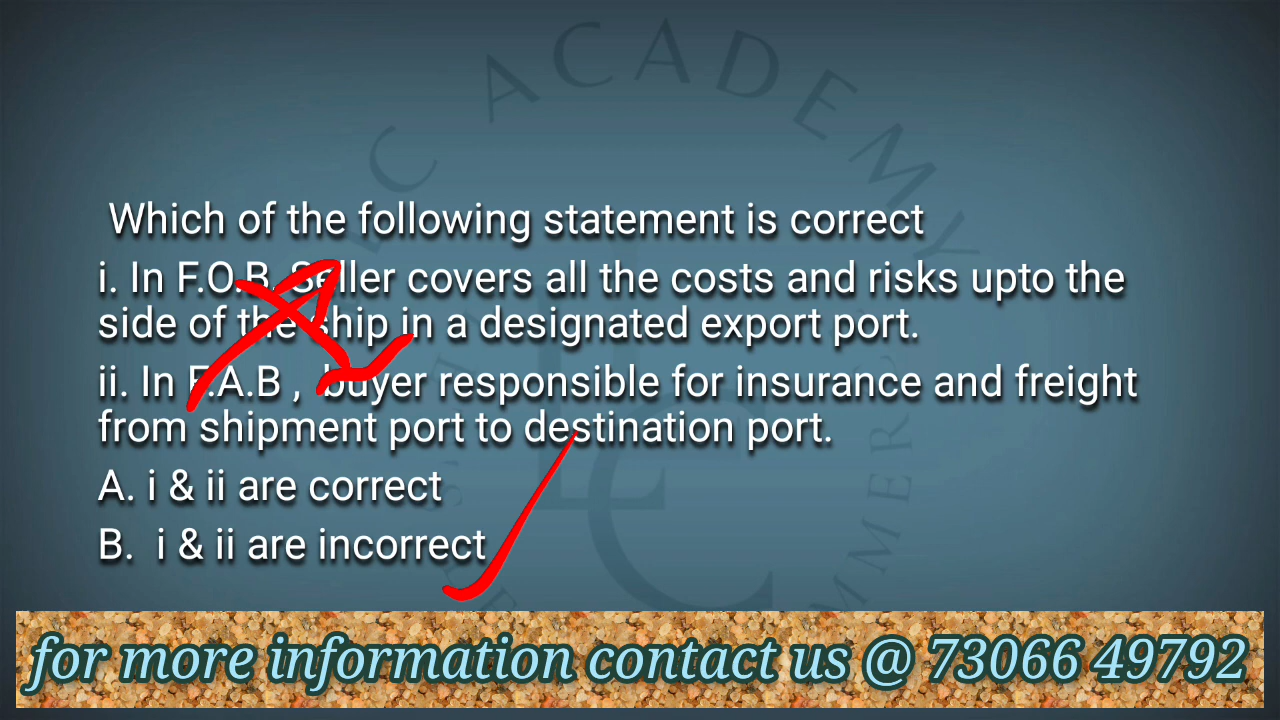 EC ACADEMY
Which of the following statement is correct
i. In F.O.B, Seller covers all the costs and risks upto the
side of the ship in a designated export port.
ii. In F.A.B , buyer responsible for insurance and freight
from shipment port to destination port.
A. i & ii are correct
B. i & ii are incorrect
for more information contact us @ 73066 49792